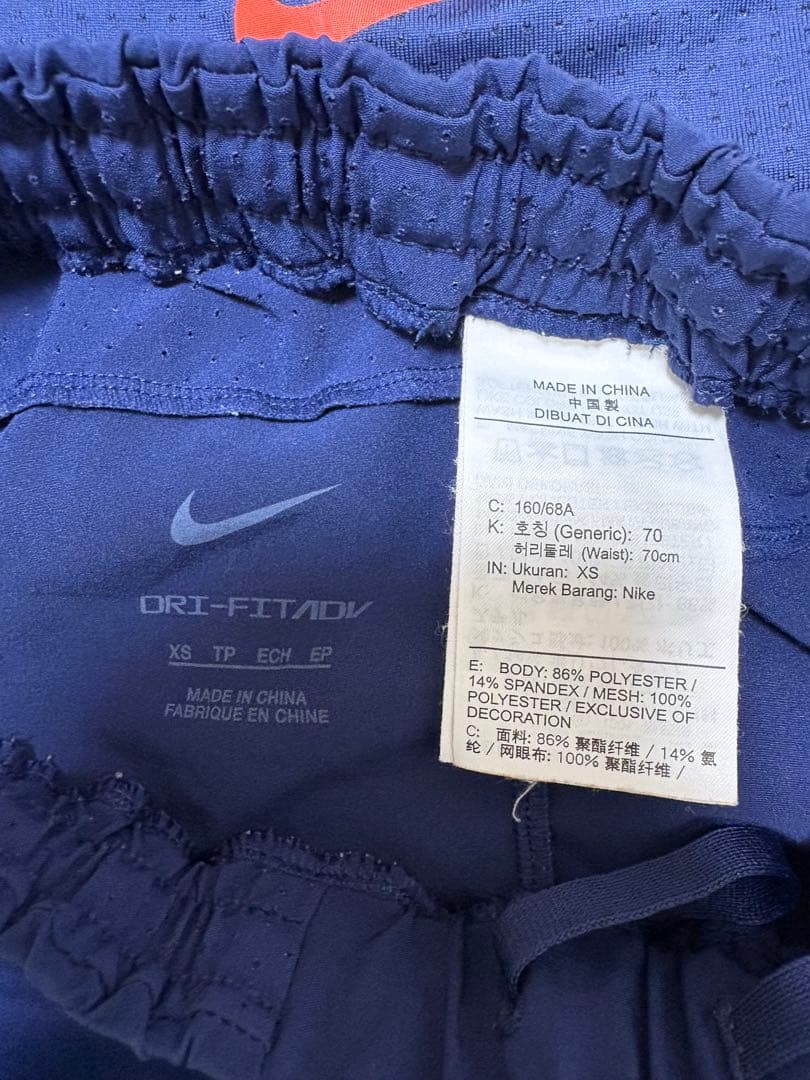 MADE IN CHINA
中国製
DIBUAT DI CINA
C: 160/68A
K: 호칭 (Generic): 70
허리둘레 (Waist): 70cm
IN: Ukuran: XS
Merek Barang: Nike
E: BODY: 86% POLYESTER /
14% SPANDEX / MESH: 100%
POLYESTER / EXCLUSIVE OF
DECORATION
C: 面料: 86% 聚酯纤维 / 14% 氨
纶 / 网眼布: 100% 聚酯纤维 /
DRI-FIT ADV
XS TP ECH EP
MADE IN CHINA
FABRIQUE EN CHINE